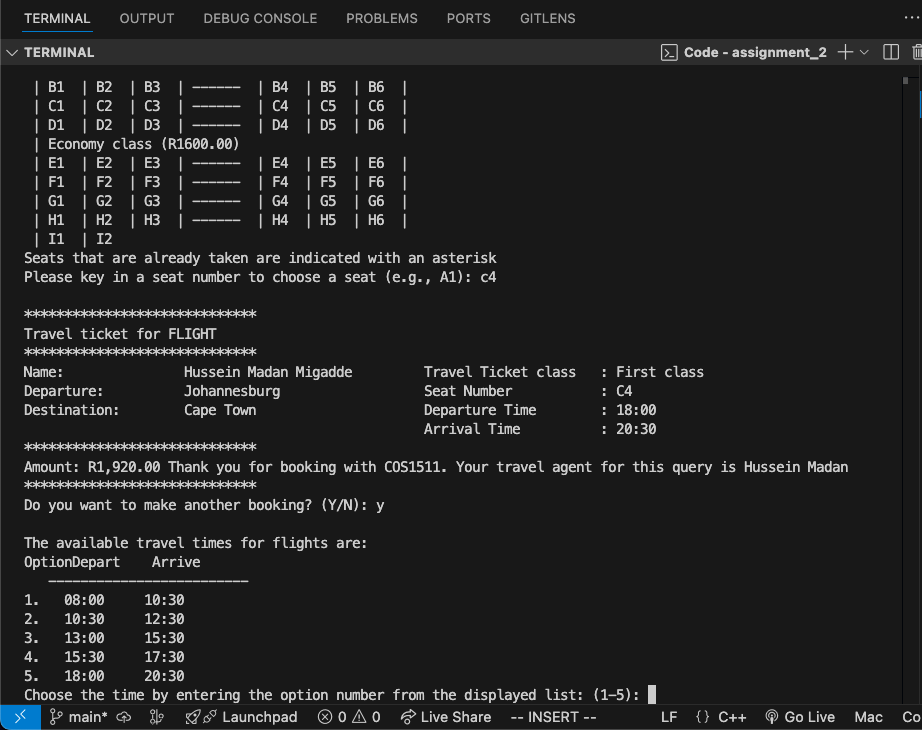 TERMINAL OUTPUT DEBUG CONSOLE PROBLEMS PORTS GITLENS ...
TERMINAL Code - assignment_2
| B1 | B2 | B3 | ------ | B4 | B5 | B6 |
| C1 | C2 | C3 | ------ | C4 | C5 | C6 |
| D1 | D2 | D3 | ------ | D4 | D5 | D6 |
| Economy class (R1600.00)
| E1 | E2 | E3 | ------ | E4 | E5 | E6 |
| F1 | F2 | F3 | ------ | F4 | F5 | F6 |
| G1 | G2 | G3 | ------ | G4 | G5 | G6 |
| H1 | H2 | H3 | ------ | H4 | H5 | H6 |
| I1 | I2
Seats that are already taken are indicated with an asterisk
Please key in a seat number to choose a seat (e.g., A1): c4
*****************************
Travel ticket for FLIGHT
*****************************
Name: Hussein Madan Migadde Travel Ticket class : First class
Departure: Johannesburg Seat Number : C4
Destination: Cape Town Departure Time : 18:00
Arrival Time : 20:30
*****************************
Amount: R1,920.00 Thank you for booking with COS1511. Your travel agent for this query is Hussein Madan
*****************************
Do you want to make another booking? (Y/N): y
The available travel times for flights are:
OptionDepart Arrive
-------------------------
1. 08:00 10:30
2. 10:30 12:30
3. 13:00 15:30
4. 15:30 17:30
5. 18:00 20:30
Choose the time by entering the option number from the displayed list: (1-5):
main* Launchpad 0 0 Live Share -- INSERT -- LF {} C++ Go Live Mac Co